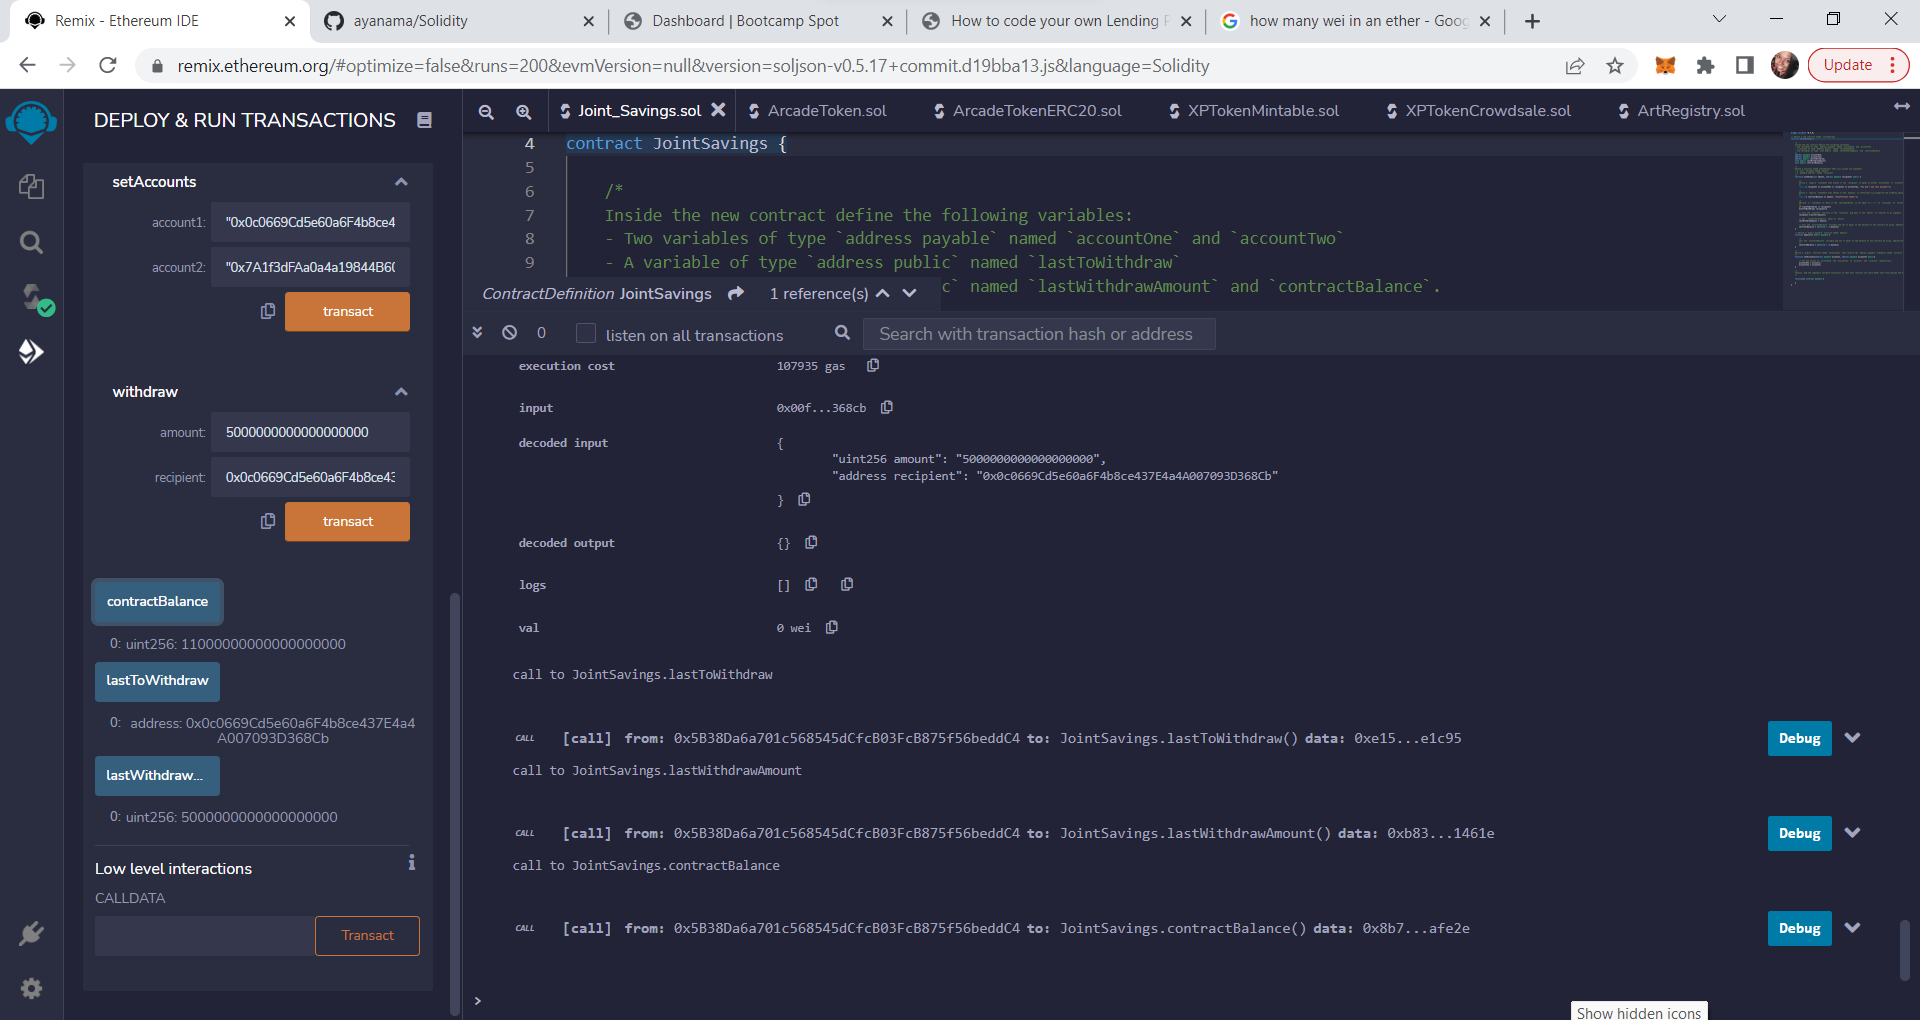 Remix - Ethereum IDE
ayanama/Solidity
Dashboard | Bootcamp Spot
How to code your own Lending P
how many wei in an ether - Goog
remix.ethereum.org/#optimize=false&runs=200&evmVersion=null&version=soljson-v0.5.17+commit.d19bba13.js&language=Solidity
Update
DEPLOY & RUN TRANSACTIONS
Joint_Savings.sol
ArcadeToken.sol
ArcadeTokenERC20.sol
XPTokenMintable.sol
XPTokenCrowdsale.sol
ArtRegistry.sol
setAccounts
account1: "0x0c0669Cd5e60a6F4b8ce4
account2: "0x7A1f3dFAa0a4a19844B60
transact
withdraw
amount: 5000000000000000000
recipient: 0x0c0669Cd5e60a6F4b8ce43
transact
contractBalance
0: uint256: 11000000000000000000
lastToWithdraw
0: address: 0x0c0669Cd5e60a6F4b8ce437E4a4
A007093D368Cb
lastWithdraw...
0: uint256: 5000000000000000000
Low level interactions
CALLDATA
Transact
4 contract JointSavings {
5
6 /*
7 Inside the new contract define the following variables:
8 - Two variables of type `address payable` named `accountOne` and `accountTwo`
9 - A variable of type `address public` named `lastToWithdraw`
c` named `lastWithdrawAmount` and `contractBalance`.
ContractDefinition JointSavings 1 reference(s)
0 listen on all transactions Search with transaction hash or address
execution cost 107935 gas
input 0x00f...368cb
decoded input {
"uint256 amount": "5000000000000000000",
"address recipient": "0x0c0669Cd5e60a6F4b8ce437E4a4A007093D368Cb"
}
decoded output {}
logs []
val 0 wei
call to JointSavings.lastToWithdraw
CALL [call] from: 0x5B38Da6a701c568545dCfcB03FcB875f56beddC4 to: JointSavings.lastToWithdraw() data: 0xe15...e1c95 Debug
call to JointSavings.lastWithdrawAmount
CALL [call] from: 0x5B38Da6a701c568545dCfcB03FcB875f56beddC4 to: JointSavings.lastWithdrawAmount() data: 0xb83...1461e Debug
call to JointSavings.contractBalance
CALL [call] from: 0x5B38Da6a701c568545dCfcB03FcB875f56beddC4 to: JointSavings.contractBalance() data: 0x8b7...afe2e Debug
>
Show hidden icons